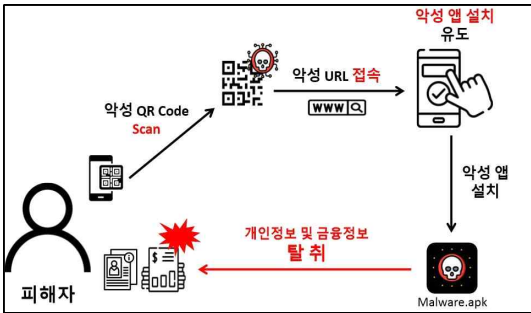 악성 앱 설치
유도
악성 URL 접속
WWW
악성 QR Code
Scan
악성 앱
설치
개인정보 및 금융정보
탈 취
$
피해자
Malware.apk